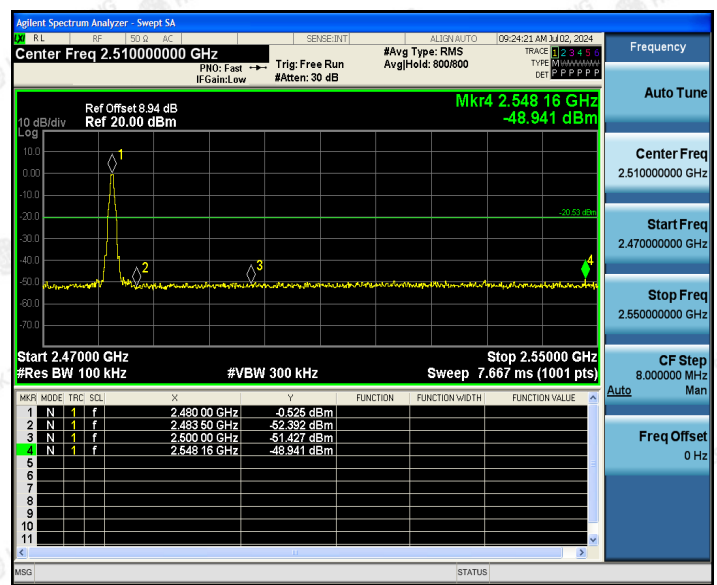 Agilent Spectrum Analyzer - Swept SA
RL RF 50 Ω AC SENSE:INT ALIGN AUTO 09:24:21 AM Jul 02, 2024
Center Freq 2.510000000 GHz
PNO: Fast
IFGain:Low
Trig: Free Run
#Atten: 30 dB
#Avg Type: RMS
Avg|Hold: 800/800
TRACE 1 2 3 4 5 6
TYPE M
DET P P P P P P
Frequency
Auto Tune
Center Freq
2.510000000 GHz
Start Freq
2.470000000 GHz
Stop Freq
2.550000000 GHz
CF Step
8.000000 MHz
Auto Man
Freq Offset
0 Hz
Mkr4 2.548 16 GHz
-48.941 dBm
Ref Offset 8.94 dB
10 dB/div Ref 20.00 dBm
Log
10.0
0.00
-10.0
-20.0
-30.0
-40.0
-50.0
-60.0
-70.0
1
2
3
4
-20.53 dBm
Start 2.47000 GHz Stop 2.55000 GHz
#Res BW 100 kHz #VBW 300 kHz Sweep 7.667 ms (1001 pts)
MKR MODE TRC SCL X Y FUNCTION FUNCTION WIDTH FUNCTION VALUE
1 N 1 f 2.480 00 GHz -0.525 dBm
2 N 1 f 2.483 50 GHz -52.392 dBm
3 N 1 f 2.500 00 GHz -51.427 dBm
4 N 1 f 2.548 16 GHz -48.941 dBm
5
6
7
8
9
10
11
MSG STATUS